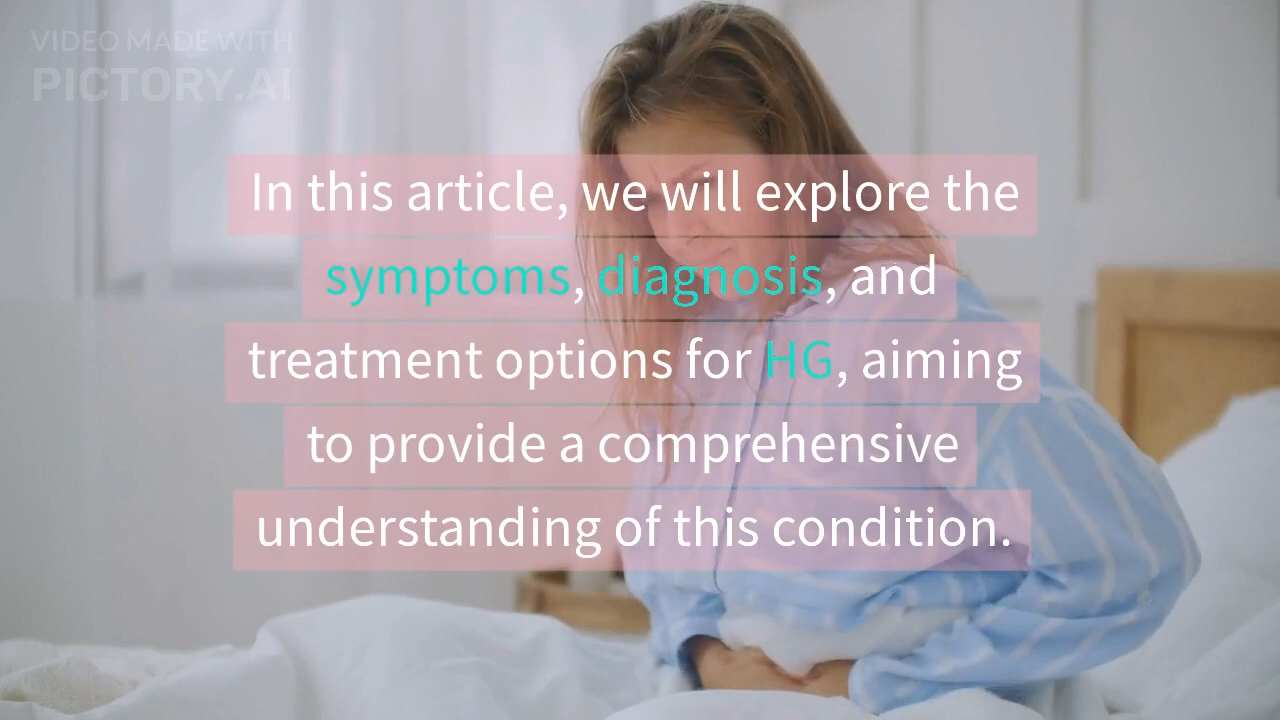 VIDEO MADE WITH
PICTORY.AI
In this article, we will explore the
symptoms, diagnosis, and
treatment options for HG, aiming
to provide a comprehensive
understanding of this condition.